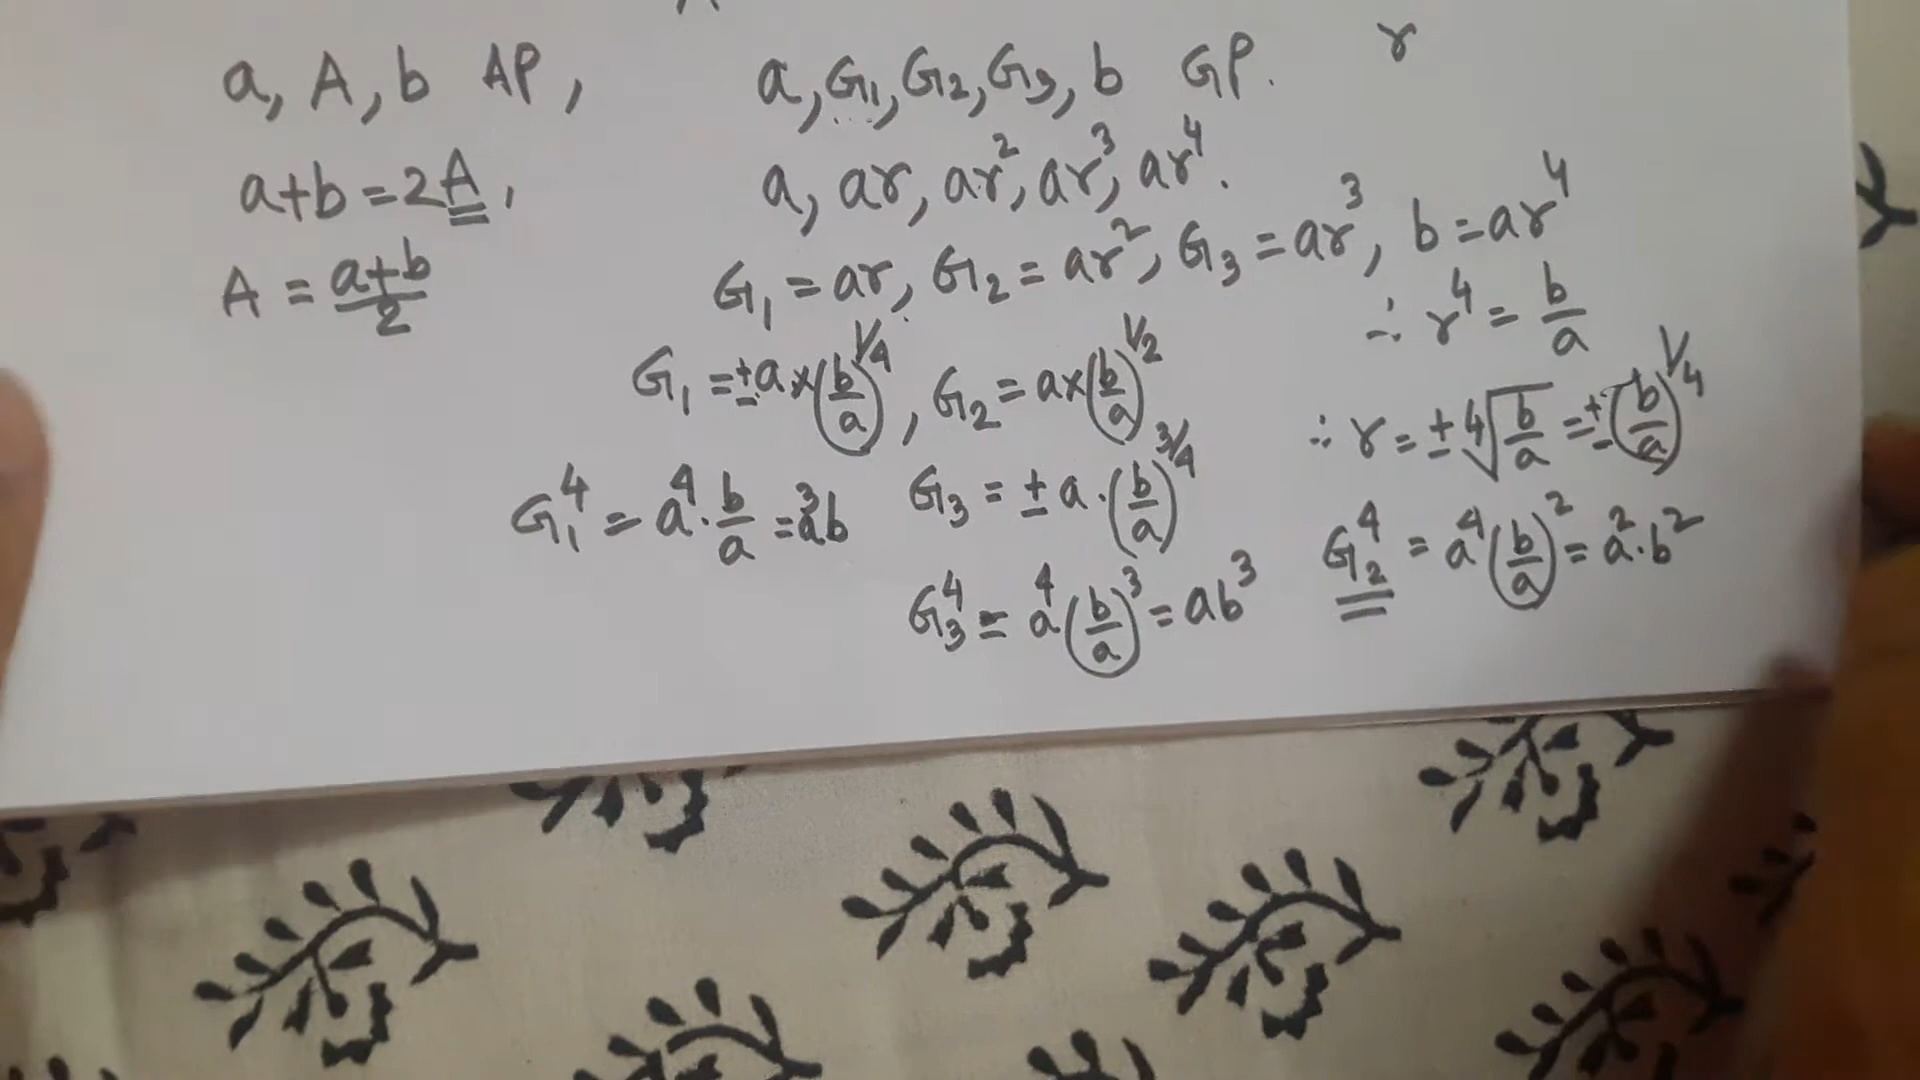 a, A, b AP, a, G₁, G₂, G₃, b GP. r
a+b = 2A, a, ar, ar², ar³, ar⁴.
A = (a+b)/2 G₁ = ar, G₂ = ar², G₃ = ar³, b = ar⁴
∴ r⁴ = b/a
G₁ = ±a×(b/a)^1/4, G₂ = a×(b/a)^1/2
∴ r = ±⁴√(b/a) = ±(b/a)^1/4
G₁⁴ = a⁴·b/a = a³b G₃ = ±a·(b/a)^3/4
G₂⁴ = a⁴(b/a)² = a²·b²
G₃⁴ = a⁴(b/a)³ = ab³